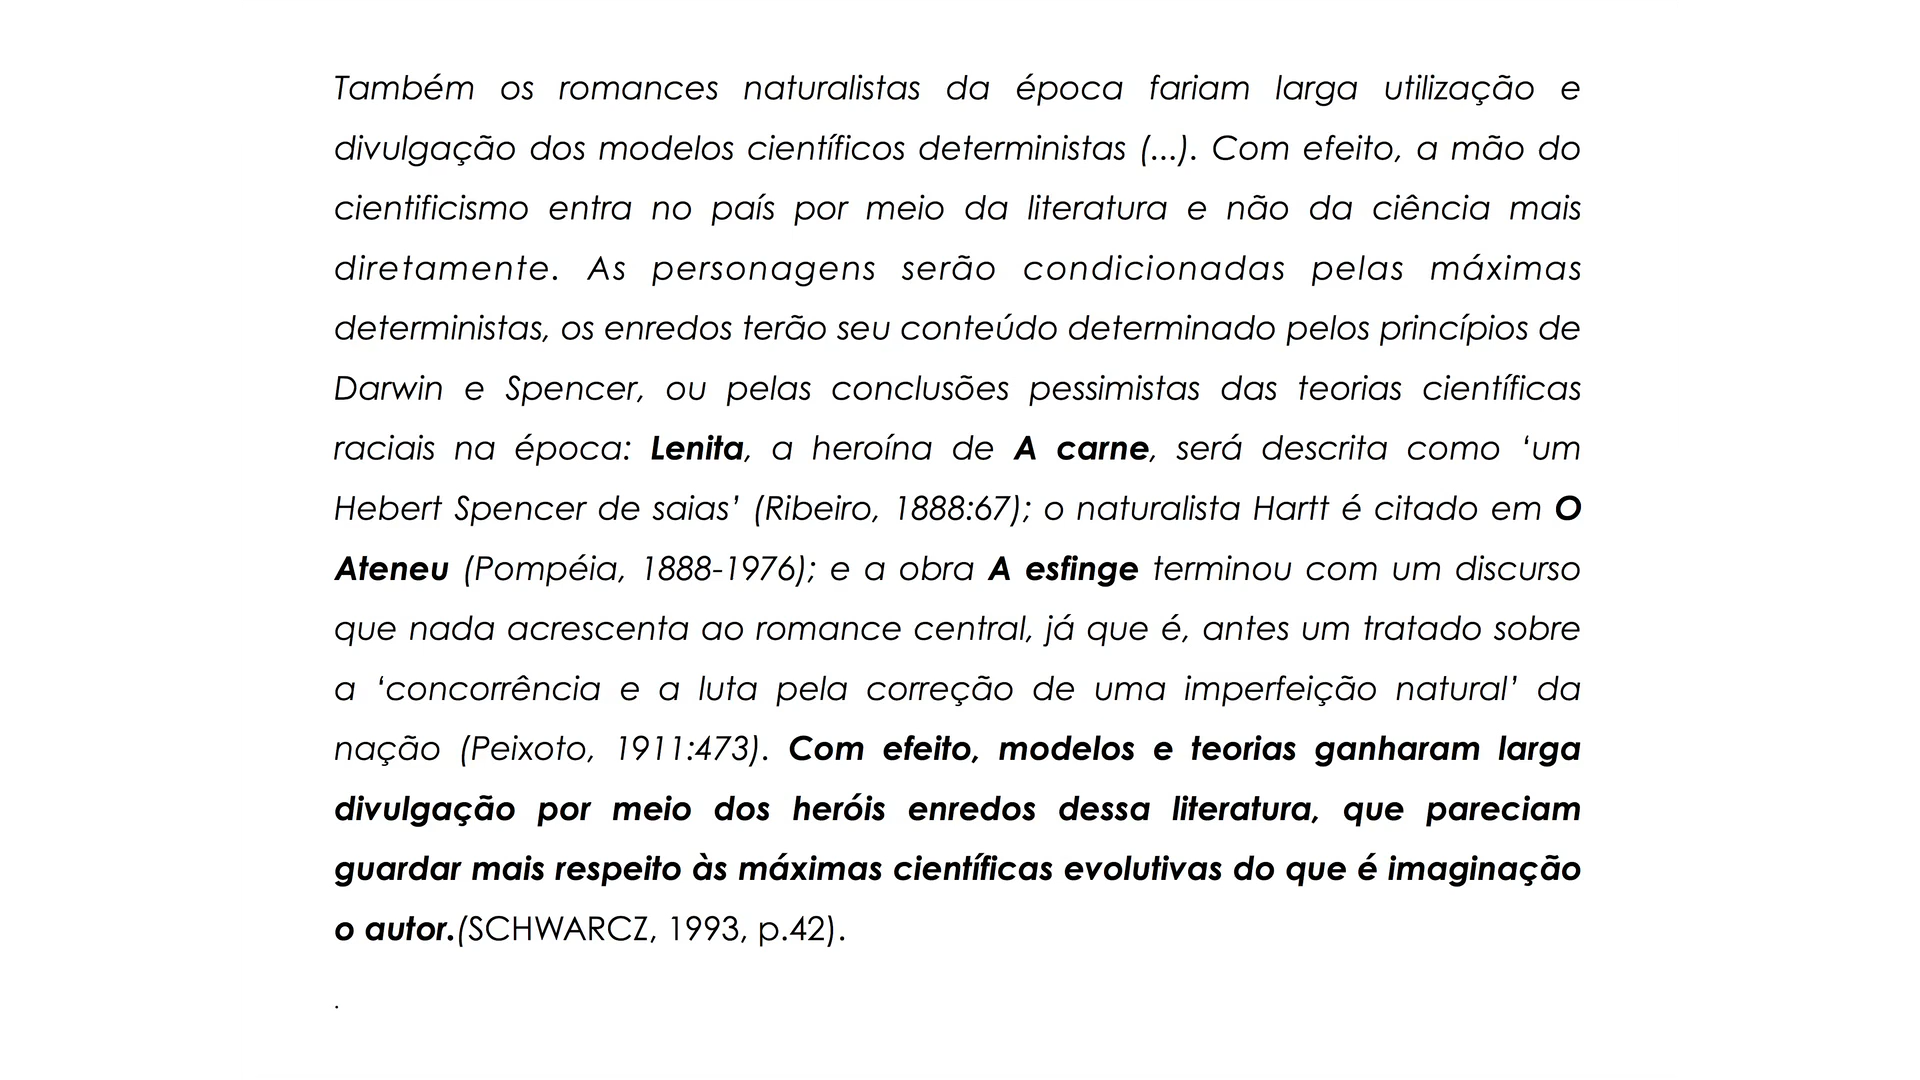 Também os romances naturalistas da época fariam larga utilização e
divulgação dos modelos científicos deterministas (...). Com efeito, a mão do
cientificismo entra no país por meio da literatura e não da ciência mais
diretamente. As personagens serão condicionadas pelas máximas
deterministas, os enredos terão seu conteúdo determinado pelos princípios de
Darwin e Spencer, ou pelas conclusões pessimistas das teorias científicas
raciais na época: Lenita, a heroína de A carne, será descrita como ‘um
Hebert Spencer de saias’ (Ribeiro, 1888:67); o naturalista Hartt é citado em O
Ateneu (Pompéia, 1888-1976); e a obra A esfinge terminou com um discurso
que nada acrescenta ao romance central, já que é, antes um tratado sobre
a ‘concorrência e a luta pela correção de uma imperfeição natural’ da
nação (Peixoto, 1911:473). Com efeito, modelos e teorias ganharam larga
divulgação por meio dos heróis enredos dessa literatura, que pareciam
guardar mais respeito às máximas científicas evolutivas do que é imaginação
o autor.(SCHWARCZ, 1993, p.42).
.